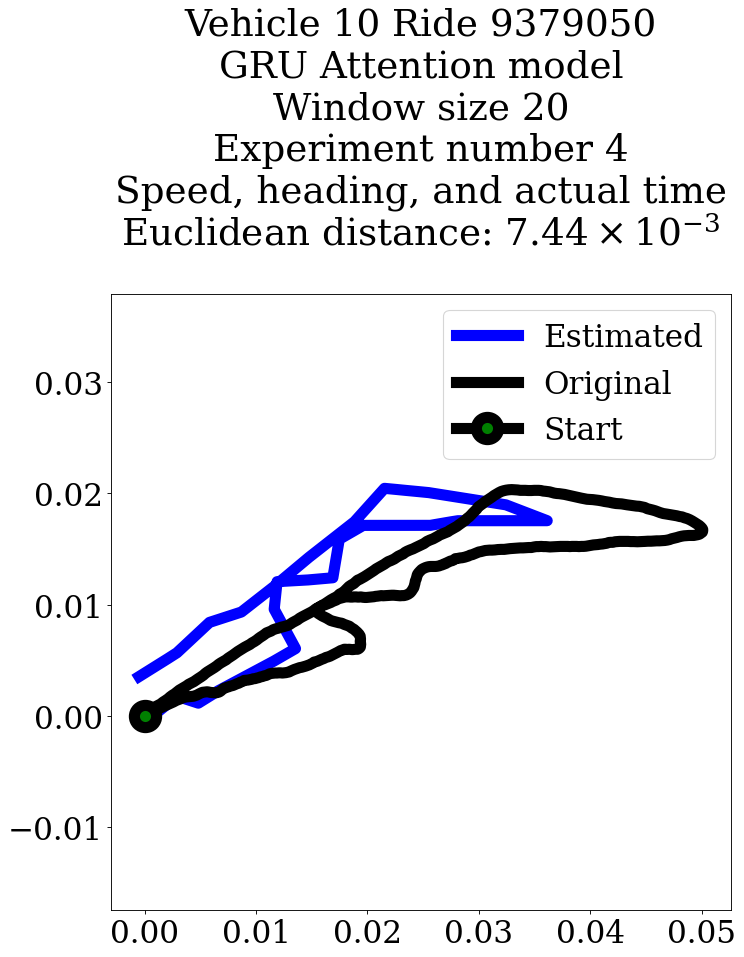 Vehicle 10 Ride 9379050
GRU Attention model
Window size 20
Experiment number 4
Speed, heading, and actual time
Euclidean distance: 7.44 × 10⁻³
Estimated
Original
Start
0.03
0.02
0.01
0.00
−0.01
0.00 0.01 0.02 0.03 0.04 0.05